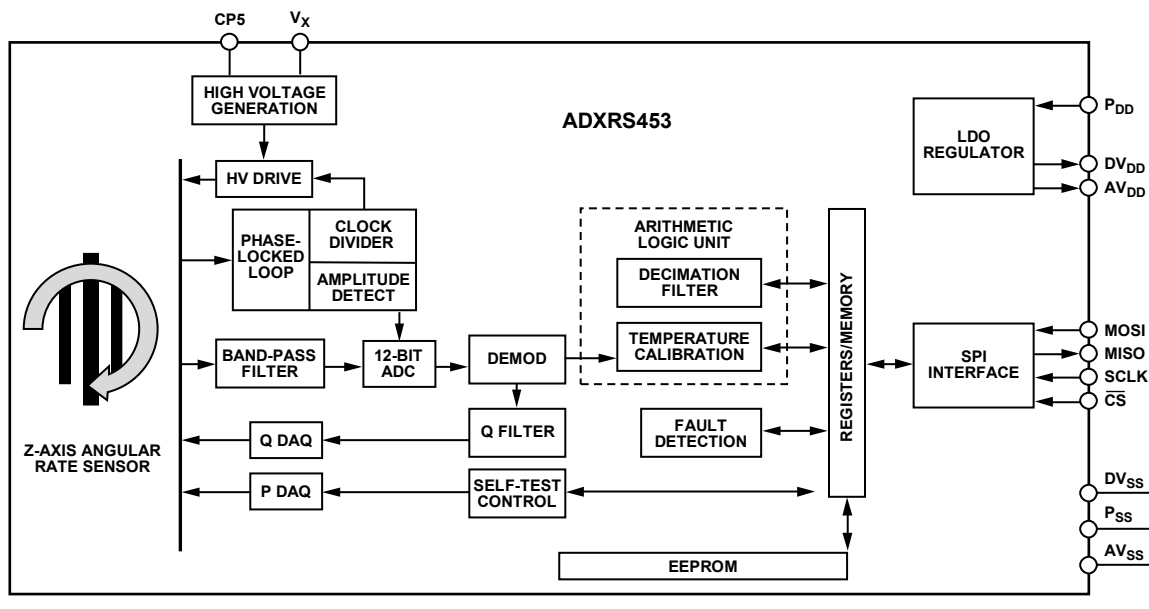 CP5
VX
HIGH VOLTAGE
GENERATION
ADXRS453
LDO
REGULATOR
PDD
DVDD
AVDD
HV DRIVE
PHASE-
LOCKED
LOOP
CLOCK
DIVIDER
AMPLITUDE
DETECT
ARITHMETIC
LOGIC UNIT
DECIMATION
FILTER
TEMPERATURE
CALIBRATION
BAND-PASS
FILTER
12-BIT
ADC
DEMOD
REGISTERS/MEMORY
SPI
INTERFACE
MOSI
MISO
SCLK
C̅S̅
Z-AXIS ANGULAR
RATE SENSOR
Q DAQ
Q FILTER
FAULT
DETECTION
P DAQ
SELF-TEST
CONTROL
EEPROM
DVSS
PSS
AVSS